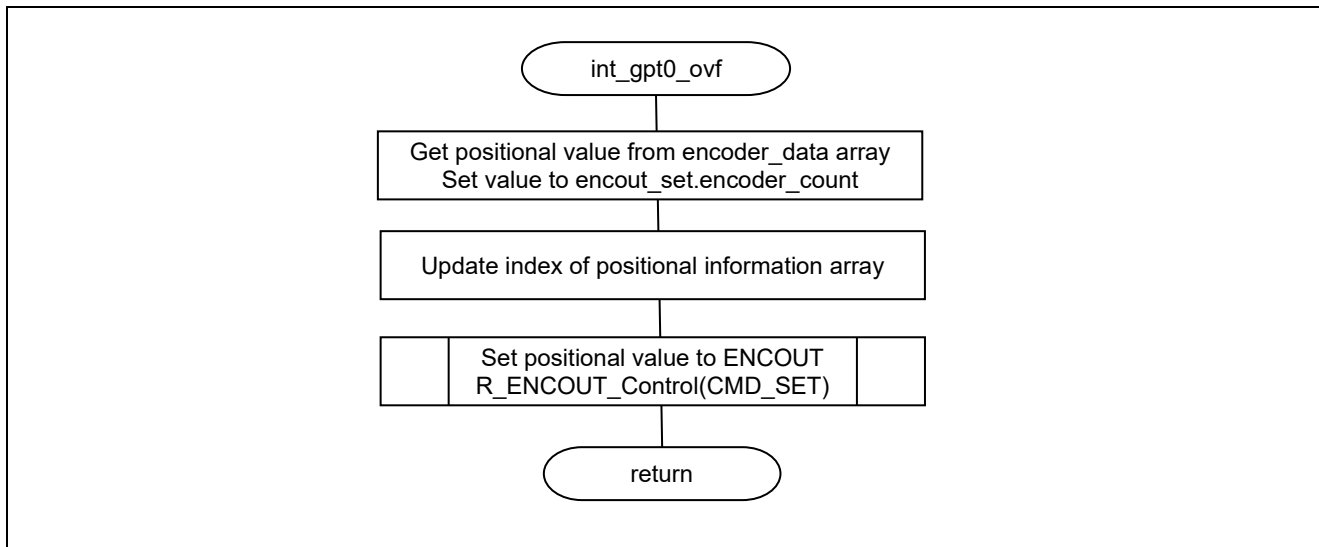 int_gpt0_ovf
Get positional value from encoder_data array
Set value to encout_set.encoder_count
Update index of positional information array
Set positional value to ENCOUT
R_ENCOUT_Control(CMD_SET)
return